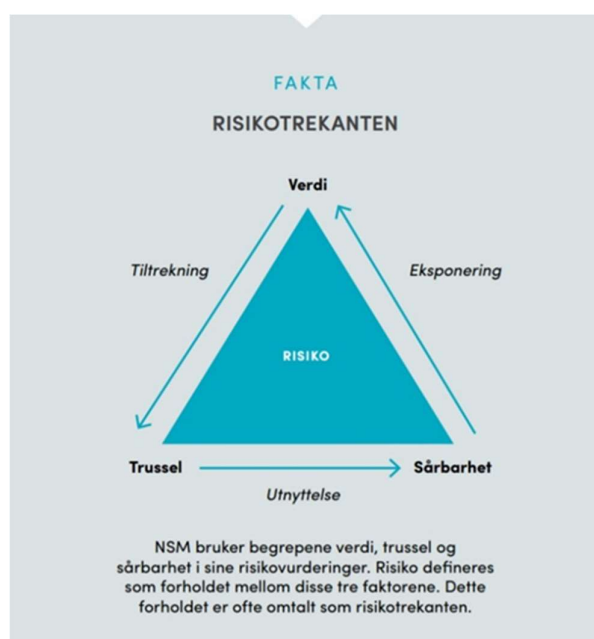 FAKTA
RISIKOTREKANTEN
Verdi
Tiltrekning
Eksponering
RISIKO
Trussel
Sårbarhet
Utnyttelse
NSM bruker begrepene verdi, trussel og
sårbarhet i sine risikovurderinger. Risiko defineres
som forholdet mellom disse tre faktorene. Dette
forholdet er ofte omtalt som risikotrekanten.